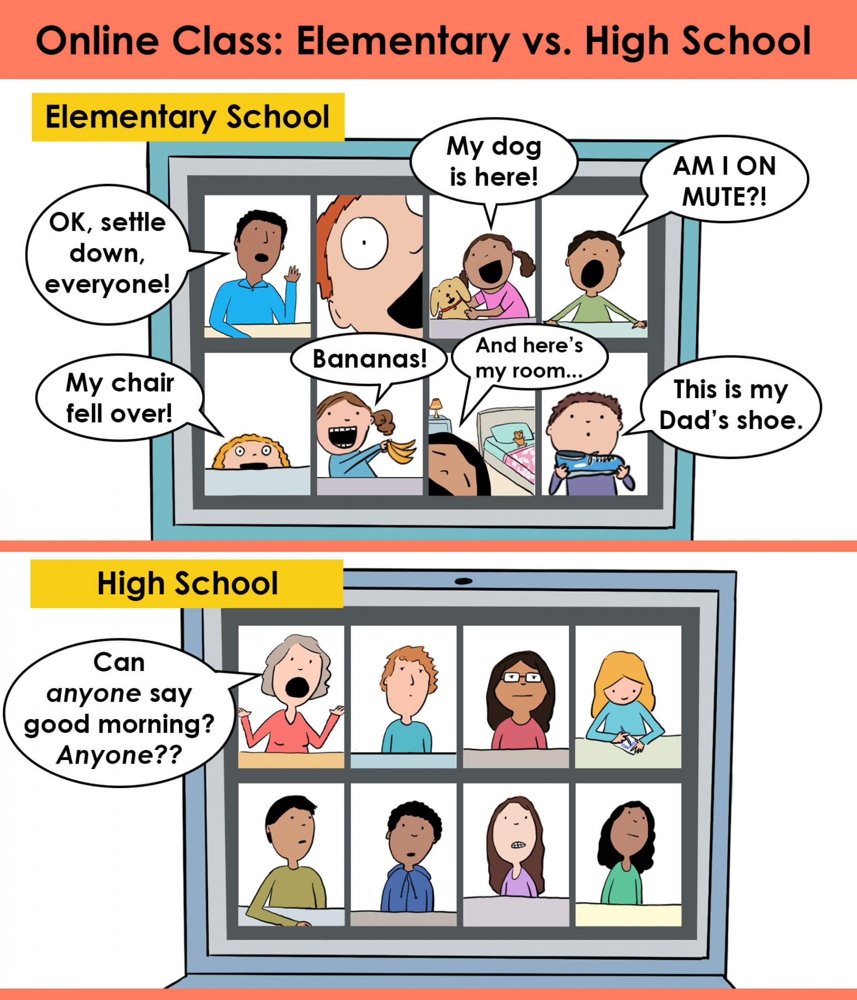 Online Class: Elementary vs. High School
Elementary School
OK, settle
down,
everyone!
My dog
is here!
AM I ON
MUTE?!
My chair
fell over!
Bananas!
And here's
my room...
This is my
Dad's shoe.
High School
Can
anyone say
good morning?
Anyone??